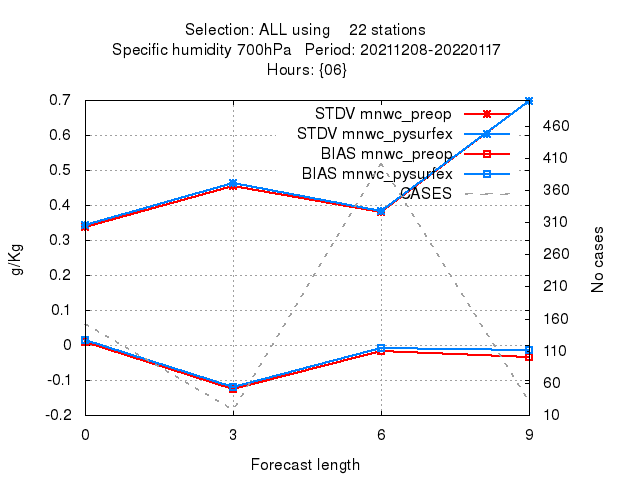 Selection: ALL using    22 stations
Specific humidity 700hPa   Period: 20211208-20220117
Hours: {06}
STDV mnwc_preop
STDV mnwc_pysurfex
BIAS mnwc_preop
BIAS mnwc_pysurfex
CASES
0.7
0.6
0.5
0.4
0.3
0.2
0.1
0
-0.1
-0.2
g/Kg
460
410
360
310
260
210
160
110
60
10
No cases
0
3
6
9
Forecast length